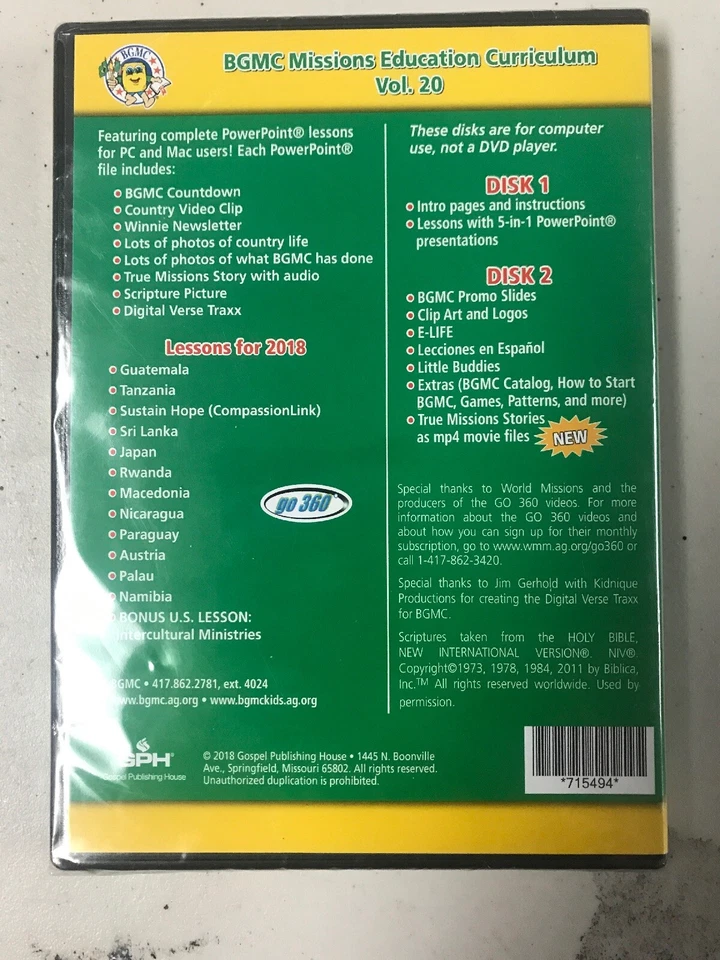 BGMC
BGMC Missions Education Curriculum
Vol. 20
Featuring complete PowerPoint® lessons
for PC and Mac users! Each PowerPoint®
file includes:
• BGMC Countdown
• Country Video Clip
• Winnie Newsletter
• Lots of photos of country life
• Lots of photos of what BGMC has done
• True Missions Story with audio
• Scripture Picture
• Digital Verse Traxx
Lessons for 2018
• Guatemala
• Tanzania
• Sustain Hope (CompassionLink)
• Sri Lanka
• Japan
• Rwanda
• Macedonia
• Nicaragua
• Paraguay
• Austria
• Palau
• Namibia
• BONUS U.S. LESSON:
Intercultural Ministries
go 360°
BGMC • 417.862.2781, ext. 4024
www.bgmc.ag.org • www.bgmckids.ag.org
These disks are for computer
use, not a DVD player.
DISK 1
• Intro pages and instructions
• Lessons with 5-in-1 PowerPoint®
presentations
DISK 2
• BGMC Promo Slides
• Clip Art and Logos
• E-LIFE
• Lecciones en Español
• Little Buddies
• Extras (BGMC Catalog, How to Start
BGMC, Games, Patterns, and more)
• True Missions Stories
as mp4 movie files
NEW
Special thanks to World Missions and the
producers of the GO 360 videos. For more
information about the GO 360 videos and
about how you can sign up for their monthly
subscription, go to www.wmm.ag.org/go360 or
call 1-417-862-3420.
Special thanks to Jim Gerhold with Kidnique
Productions for creating the Digital Verse Traxx
for BGMC.
Scriptures taken from the HOLY BIBLE,
NEW INTERNATIONAL VERSION®. NIV®.
Copyright©1973, 1978, 1984, 2011 by Biblica,
Inc.™ All rights reserved worldwide. Used by
permission.
GPH®
Gospel Publishing House
© 2018 Gospel Publishing House • 1445 N. Boonville
Ave., Springfield, Missouri 65802. All rights reserved.
Unauthorized duplication is prohibited.
*715494*